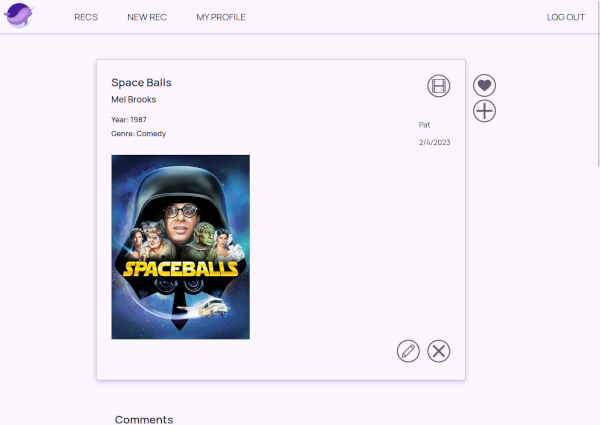 RECS
NEW REC
MY PROFILE
LOG OUT
Space Balls
Mel Brooks
Year: 1987
Genre: Comedy
Pat
2/4/2023
SPACEBALLS
Comments